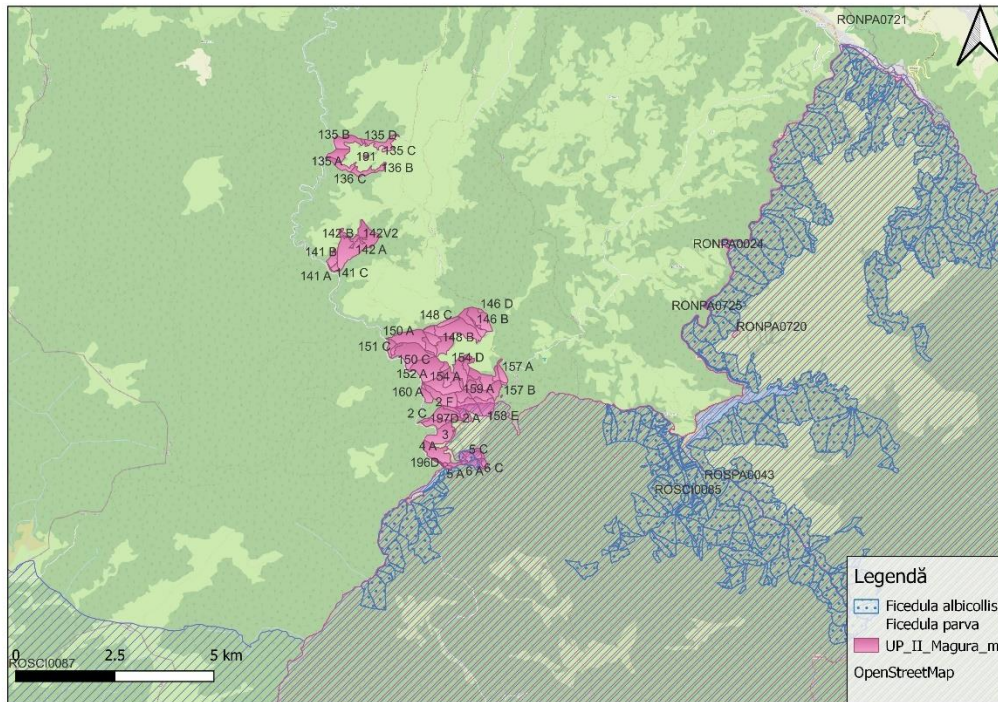 RONPA0721
135 B
135 D
135 C
191
135 A
136 B
136 C
142 B
142V2
RONPA0024
141 B
142 A
141 A
141 C
146 D
RONPA0725
148 C
146 B
150 A
148 B
RONPA0720
151 C
150 C
154 D
157 A
152 A
154 A
160 A
159 A
157 B
2 F
2 C
197D
2 A
158 E
3
4 A
5 C
196D
5 A
6 A
6 C
ROSPA0043
ROSCI0085
Legendă
Ficedula albicollis
Ficedula parva
UP_II_Magura_m
OpenStreetMap
ROSCI0087
0
2.5
5 km